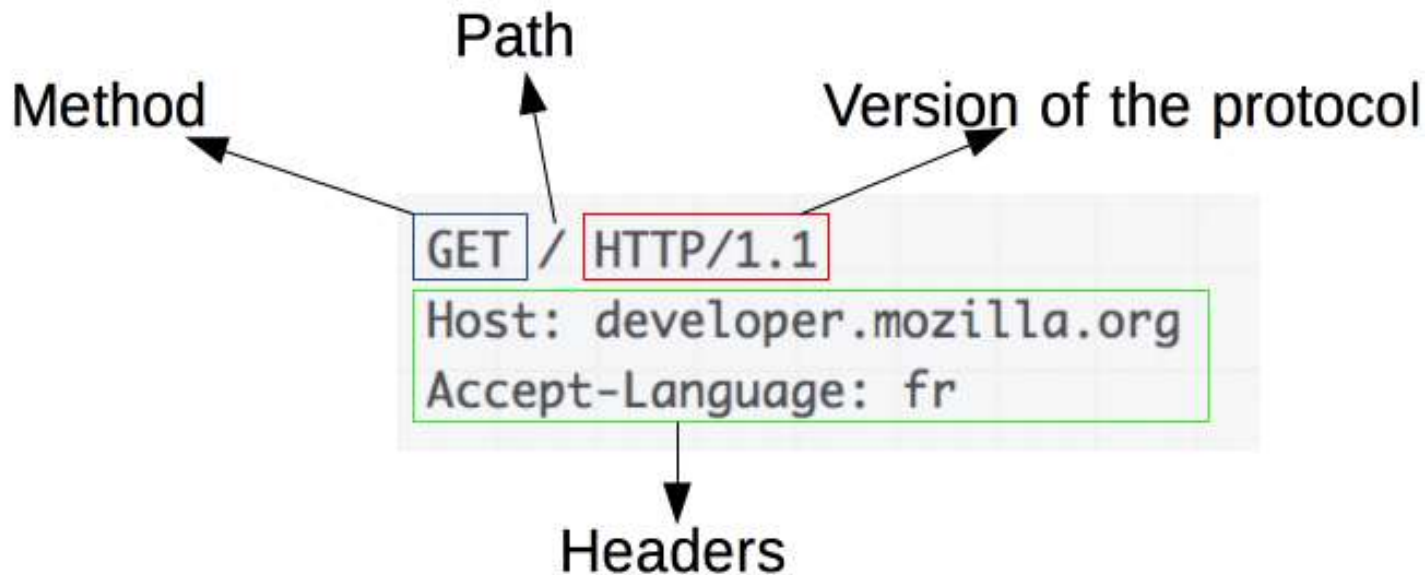 Path
Method
Version of the protocol
GET / HTTP/1.1
Host: developer.mozilla.org
Accept-Language: fr
Headers